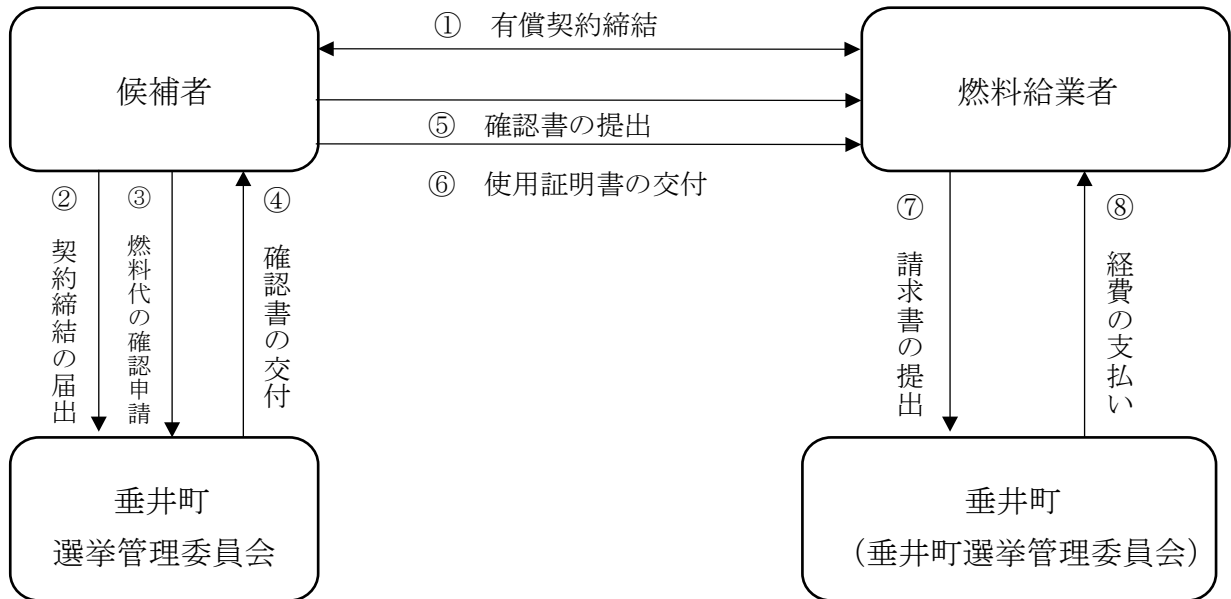 ① 有償契約締結
候補者
燃料給業者
⑤ 確認書の提出
⑥ 使用証明書の交付
② 契約締結の届出
③ 燃料代の確認申請
④ 確認書の交付
⑦ 請求書の提出
⑧ 経費の支払い
垂井町
選挙管理委員会
垂井町
（垂井町選挙管理委員会）